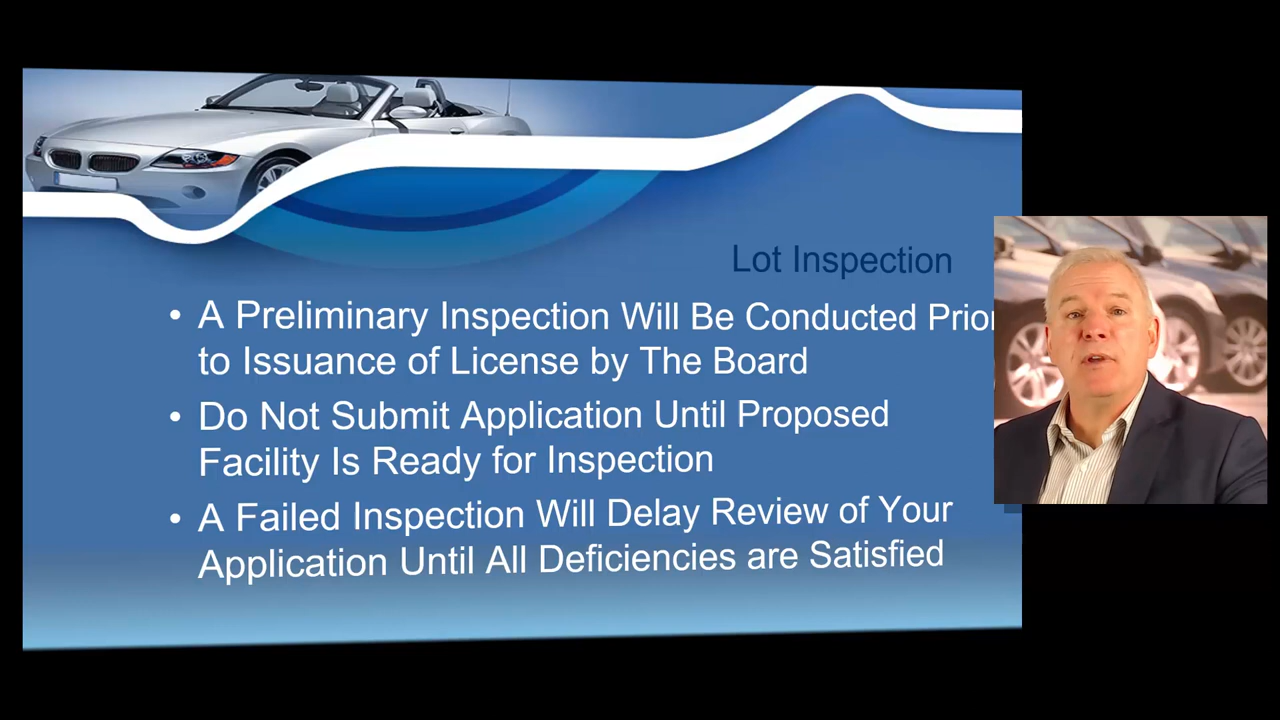 Lot Inspection
• A Preliminary Inspection Will Be Conducted Prior
to Issuance of License by The Board
• Do Not Submit Application Until Proposed
Facility Is Ready for Inspection
• A Failed Inspection Will Delay Review of Your
Application Until All Deficiencies are Satisfied